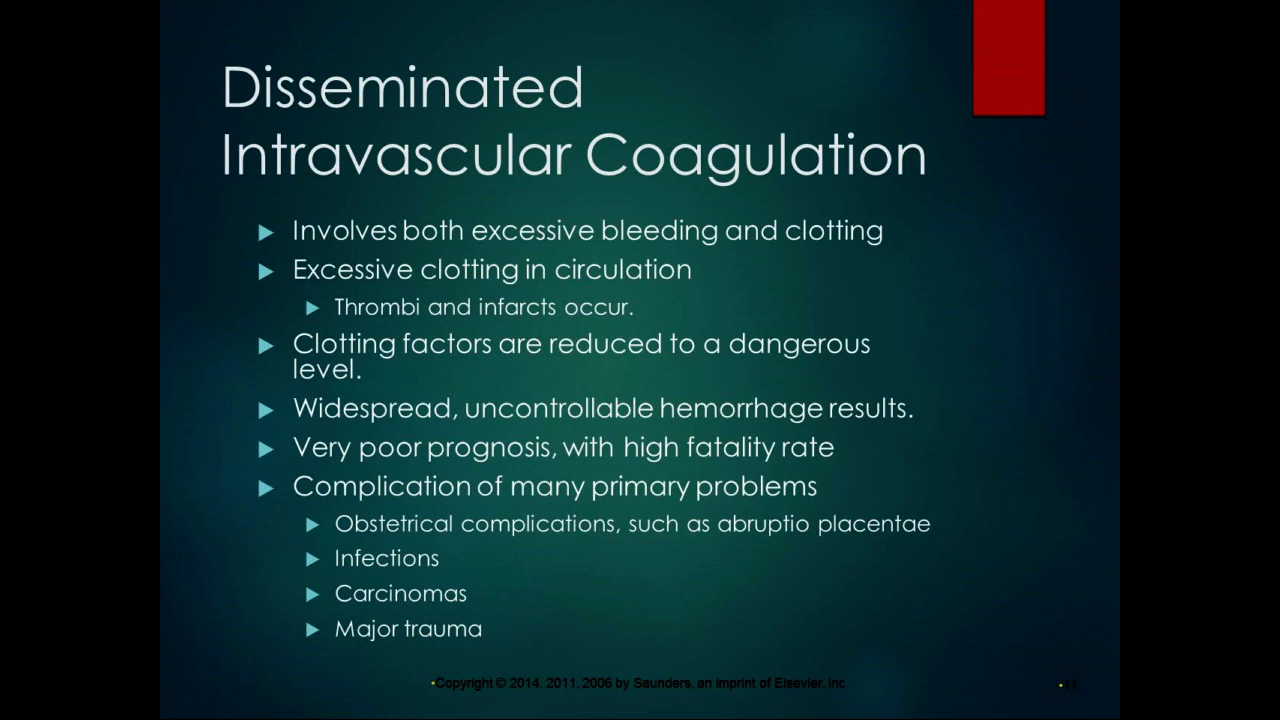 Disseminated
Intravascular Coagulation
Involves both excessive bleeding and clotting
Excessive clotting in circulation
Thrombi and infarcts occur.
Clotting factors are reduced to a dangerous
level.
Widespread, uncontrollable hemorrhage results.
Very poor prognosis, with high fatality rate
Complication of many primary problems
Obstetrical complications, such as abruptio placentae
Infections
Carcinomas
Major trauma
•Copyright © 2014, 2011, 2006 by Saunders, an imprint of Elsevier, Inc.
•11